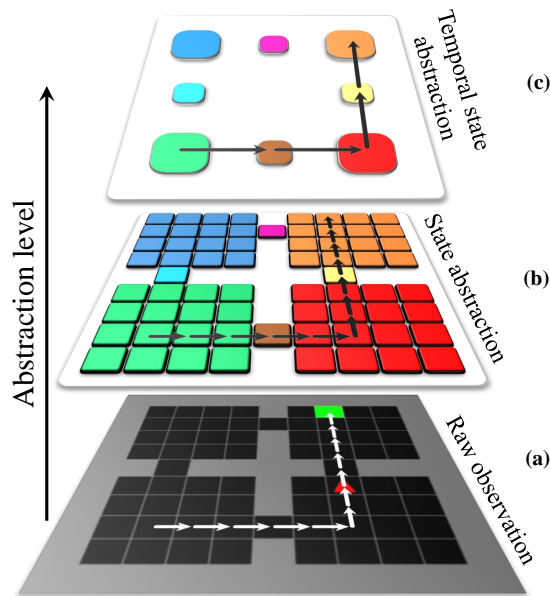 Temporal state
abstraction
(c)
State abstraction
(b)
Raw observation
(a)
Abstraction level